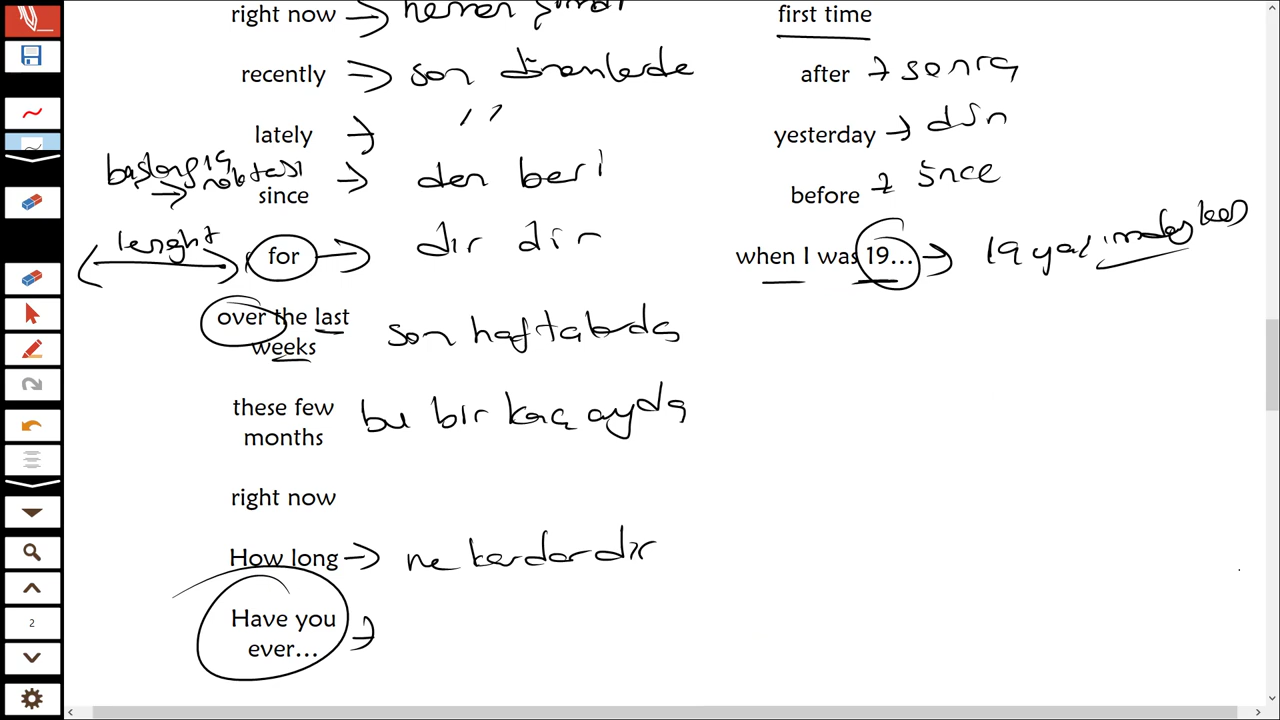 right now → hemen şimdi
first time
recently → son dönemlerde
after → sonra
lately → ' '
yesterday → dün
başlangıç
→ noktası
since → den beri
before → önce
lenght
for → dır dir
when I was 19... → 19 yaş
over the last
weeks
son haftalarda
these few
months
bu bir kaç ayda
right now
How long → ne kadardır
Have you
ever... →
2